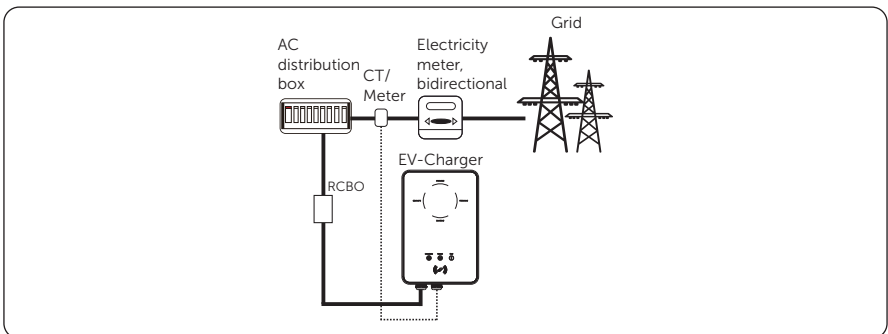 Grid
AC
distribution
box
CT/
Meter
Electricity
meter,
bidirectional
EV-Charger
RCBO